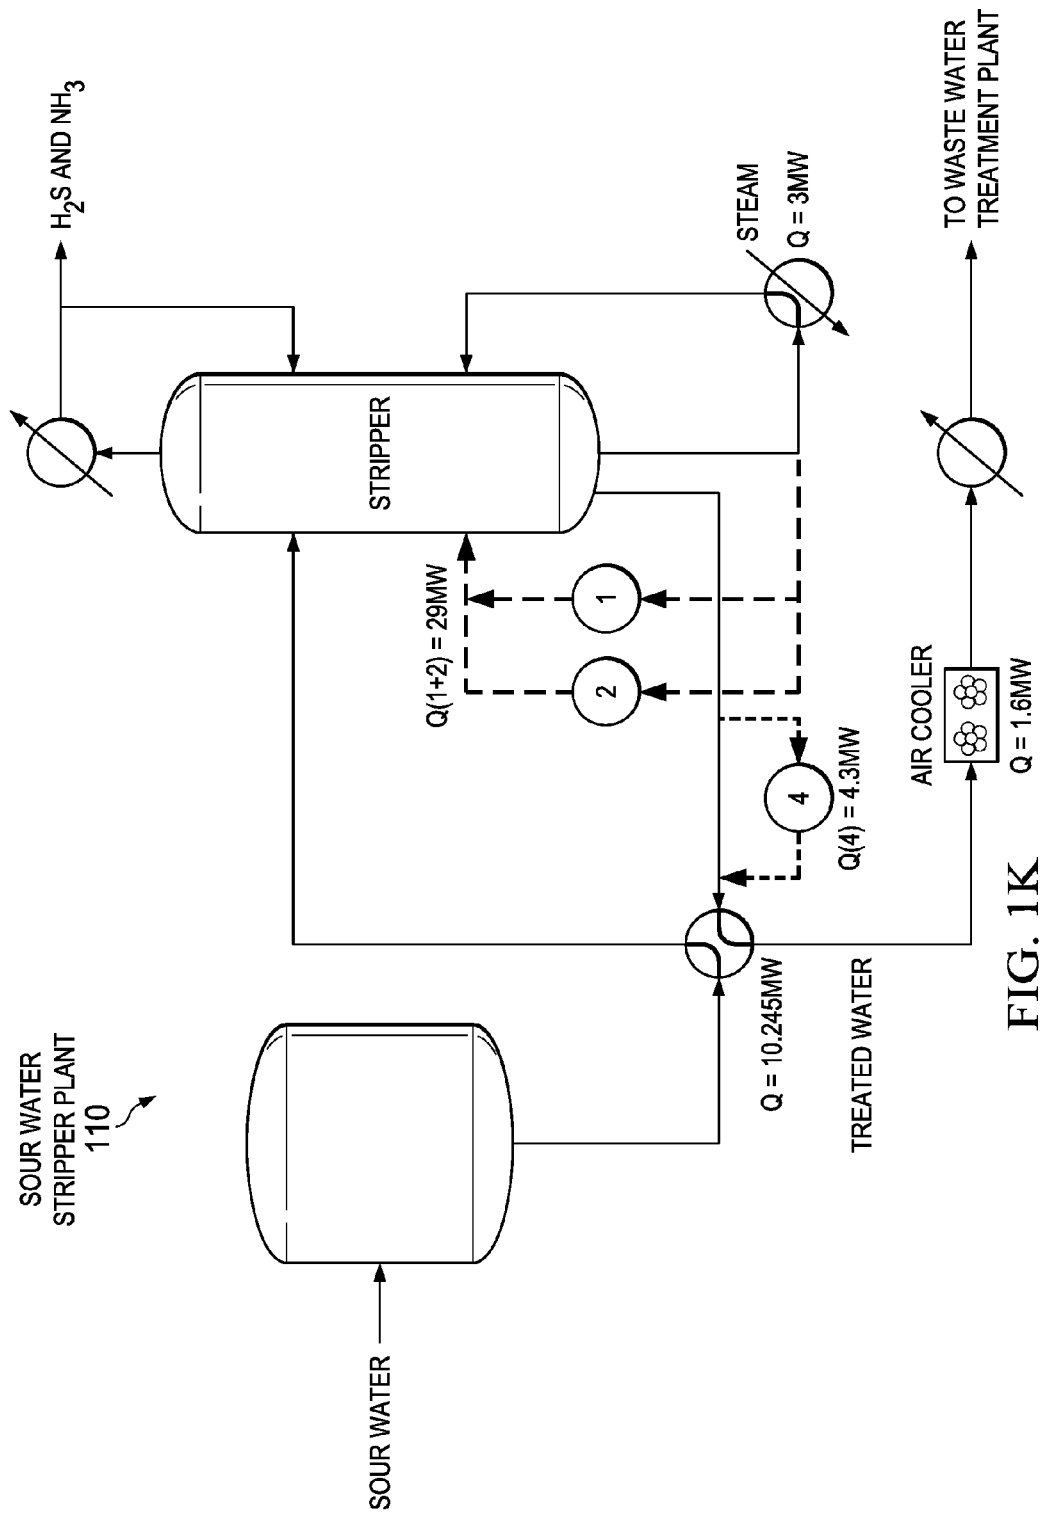 SOUR WATER
STRIPPER PLANT
110
SOUR WATER
H2S AND NH3
STRIPPER
Q(1+2) = 29MW
1
2
STEAM
Q = 3MW
4
Q(4) = 4.3MW
Q = 10.245MW
TREATED WATER
AIR COOLER
Q = 1.6MW
TO WASTE WATER
TREATMENT PLANT
FIG. 1K